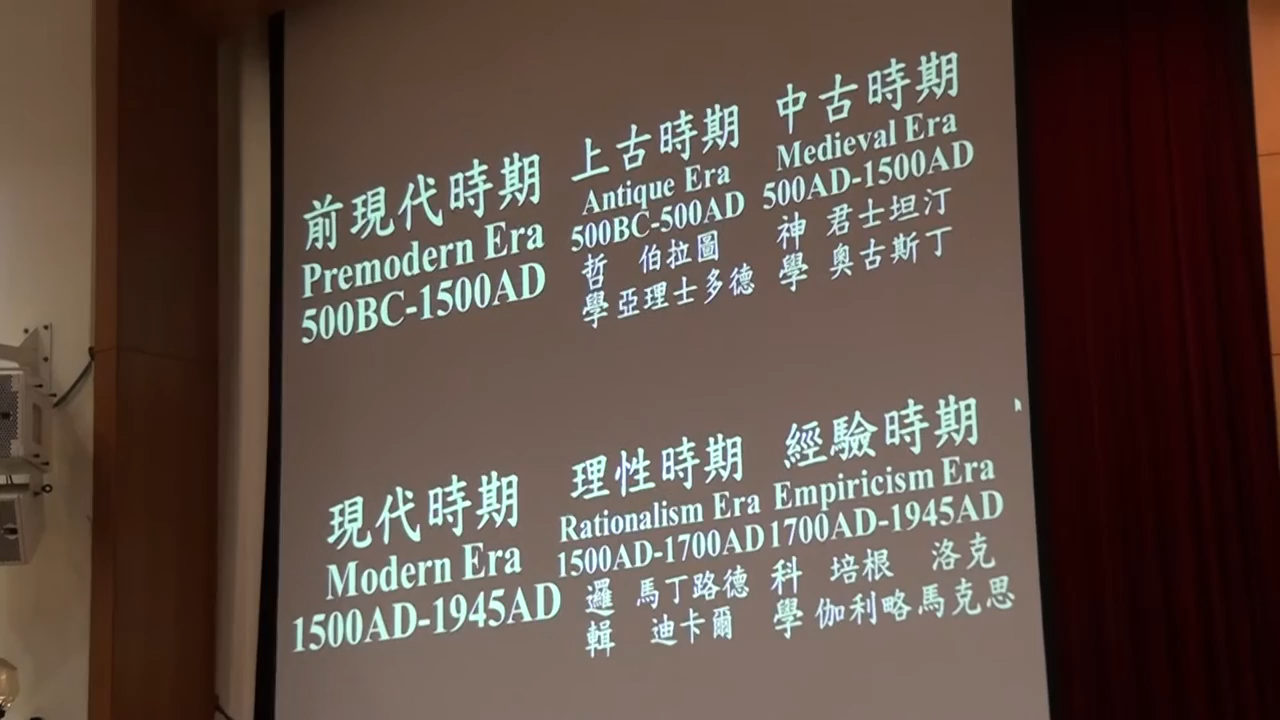 前現代時期
Premodern Era
500BC-1500AD
上古時期
Antique Era
500BC-500AD
哲學
伯拉圖
亞理士多德
中古時期
Medieval Era
500AD-1500AD
神學
君士坦汀
奧古斯丁
現代時期
Modern Era
1500AD-1945AD
理性時期
Rationalism Era
1500AD-1700AD
邏輯
馬丁路德
迪卡爾
經驗時期
Empiricism Era
1700AD-1945AD
科學
培根 洛克
伽利略馬克思